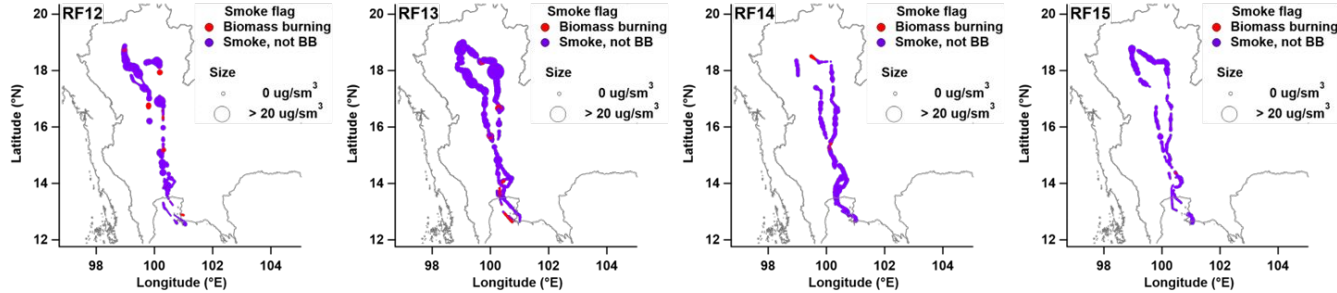 RF12
Smoke flag
Biomass burning
Smoke, not BB
Size
0 ug/sm³
> 20 ug/sm³
Latitude (°N)
18
16
14
12
98
100
102
104
Longitude (°E)
RF13
Smoke flag
Biomass burning
Smoke, not BB
Size
0 ug/sm³
> 20 ug/sm³
Latitude (°N)
18
16
14
12
98
100
102
104
Longitude (°E)
RF14
Smoke flag
Biomass burning
Smoke, not BB
Size
0 ug/sm³
> 20 ug/sm³
Latitude (°N)
18
16
14
12
98
100
102
104
Longitude (°E)
RF15
Smoke flag
Biomass burning
Smoke, not BB
Size
0 ug/sm³
> 20 ug/sm³
Latitude (°N)
18
16
14
12
98
100
102
104
Longitude (°E)